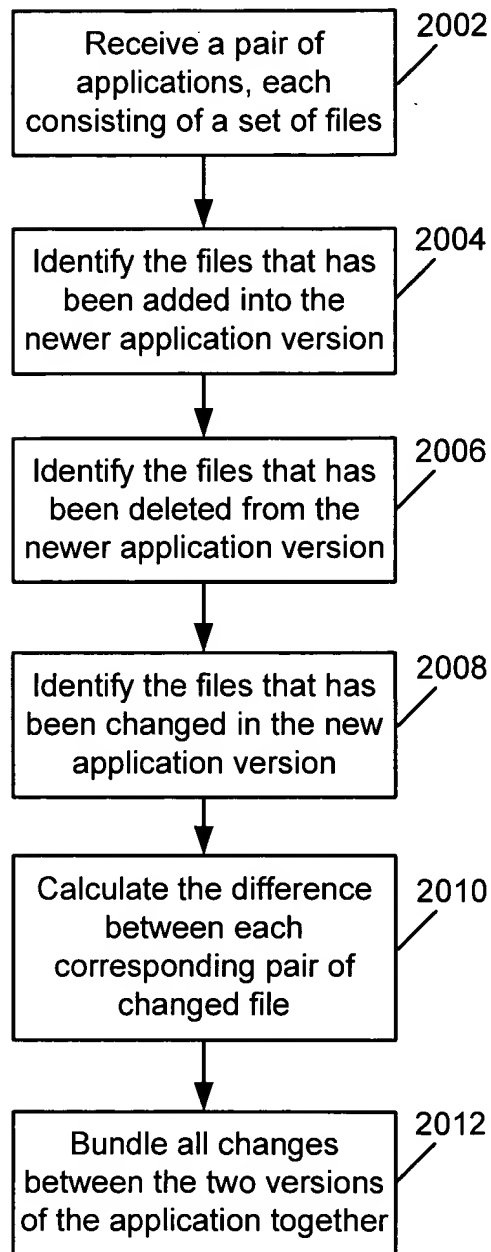 2002
Receive a pair of
applications, each
consisting of a set of files
2004
Identify the files that has
been added into the
newer application version
2006
Identify the files that has
been deleted from the
newer application version
2008
Identify the files that has
been changed in the new
application version
2010
Calculate the difference
between each
corresponding pair of
changed file
2012
Bundle all changes
between the two versions
of the application together